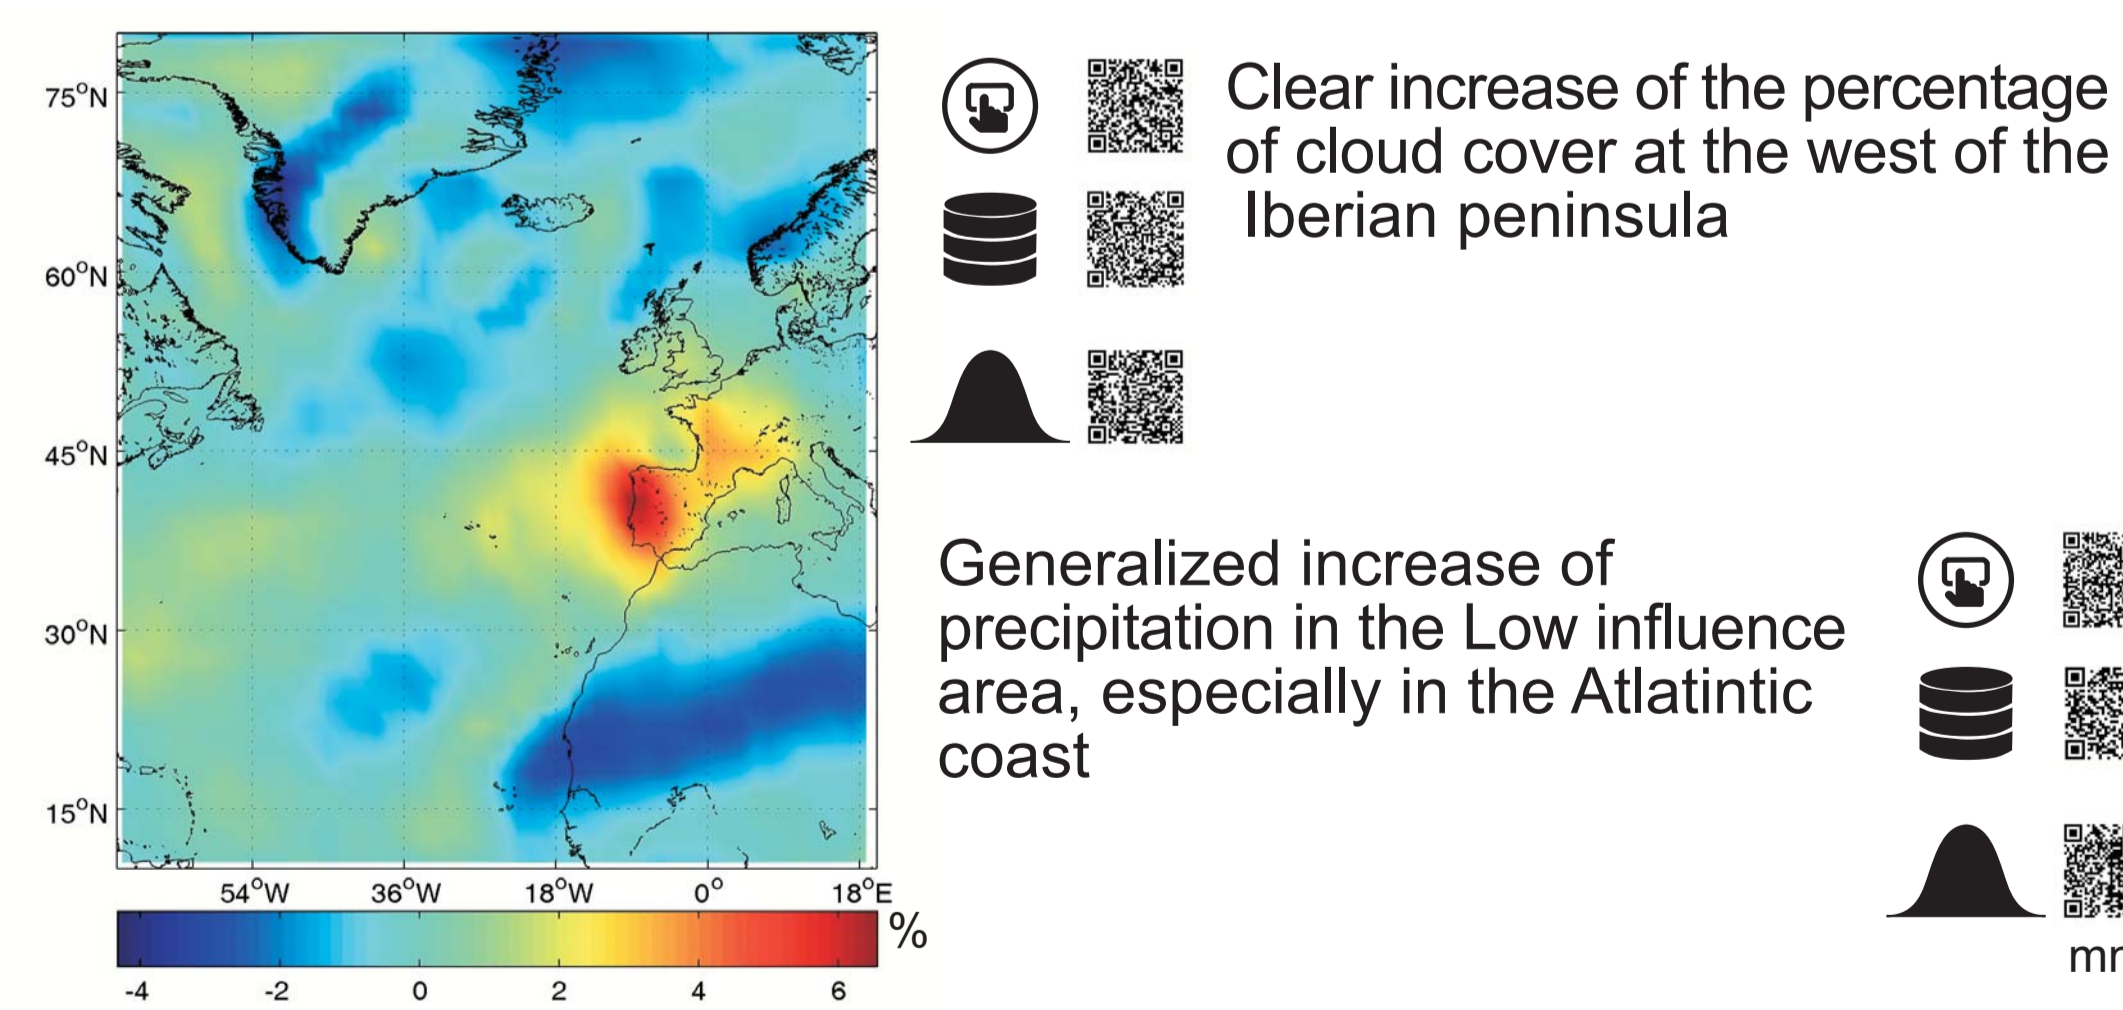 75°N
60°N
45°N
30°N
15°N
54°W 36°W 18°W 0° 18°E
%
-4 -2 0 2 4 6
Clear increase of the percentage
of cloud cover at the west of the
Iberian peninsula
Generalized increase of
precipitation in the Low influence
area, especially in the Atlatintic
coast